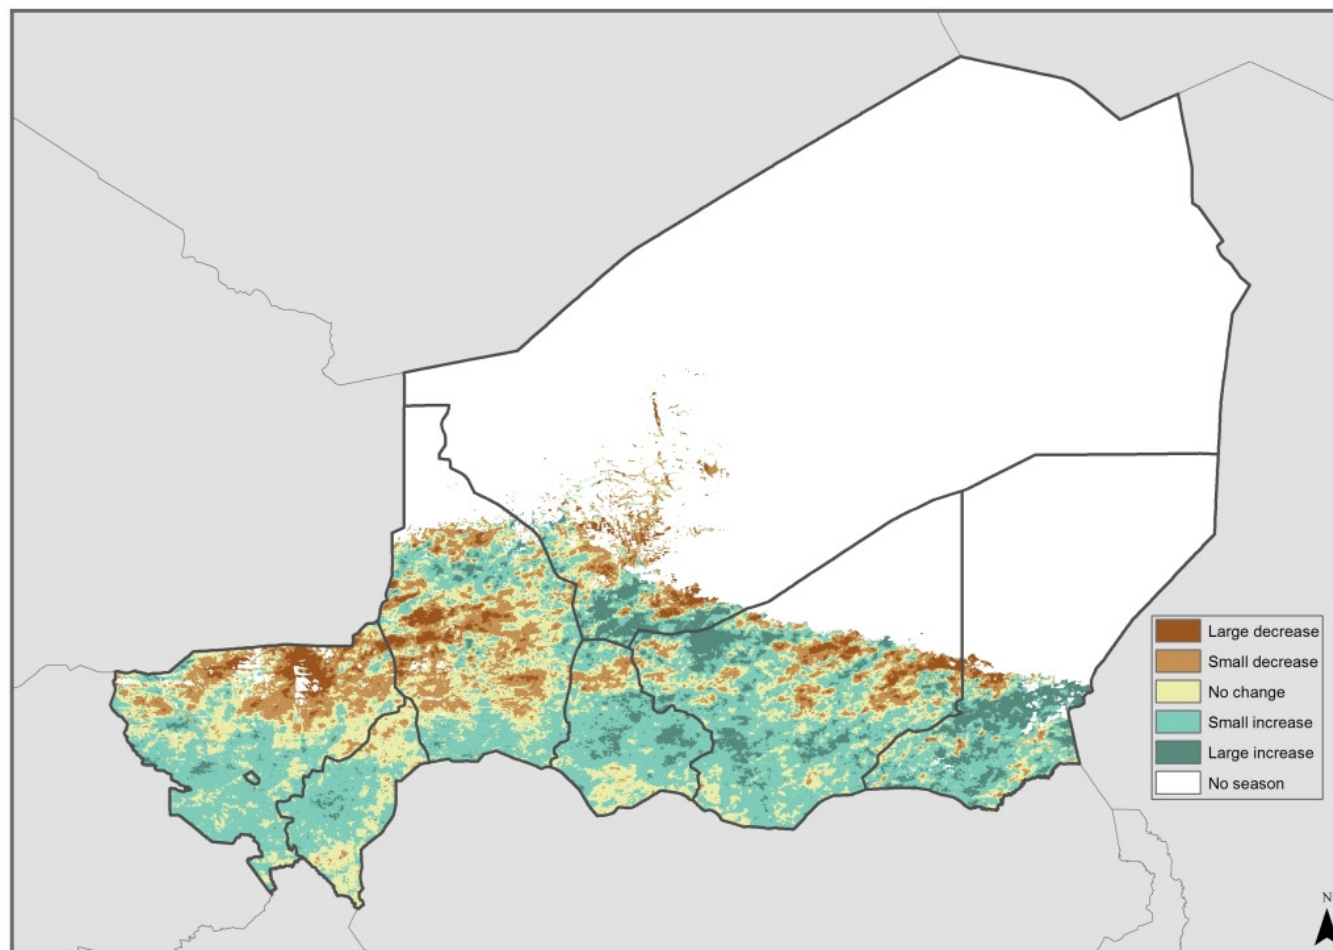 Large decrease
Small decrease
No change
Small increase
Large increase
No season
N